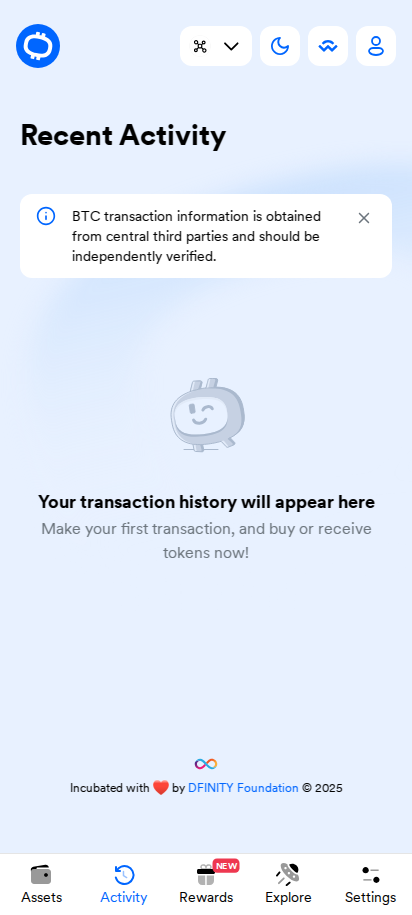 Recent Activity
BTC transaction information is obtained
from central third parties and should be
independently verified.
Your transaction history will appear here
Make your first transaction, and buy or receive
tokens now!
Incubated with ❤️ by DFINITY Foundation © 2025
NEW
Assets
Activity
Rewards
Explore
Settings